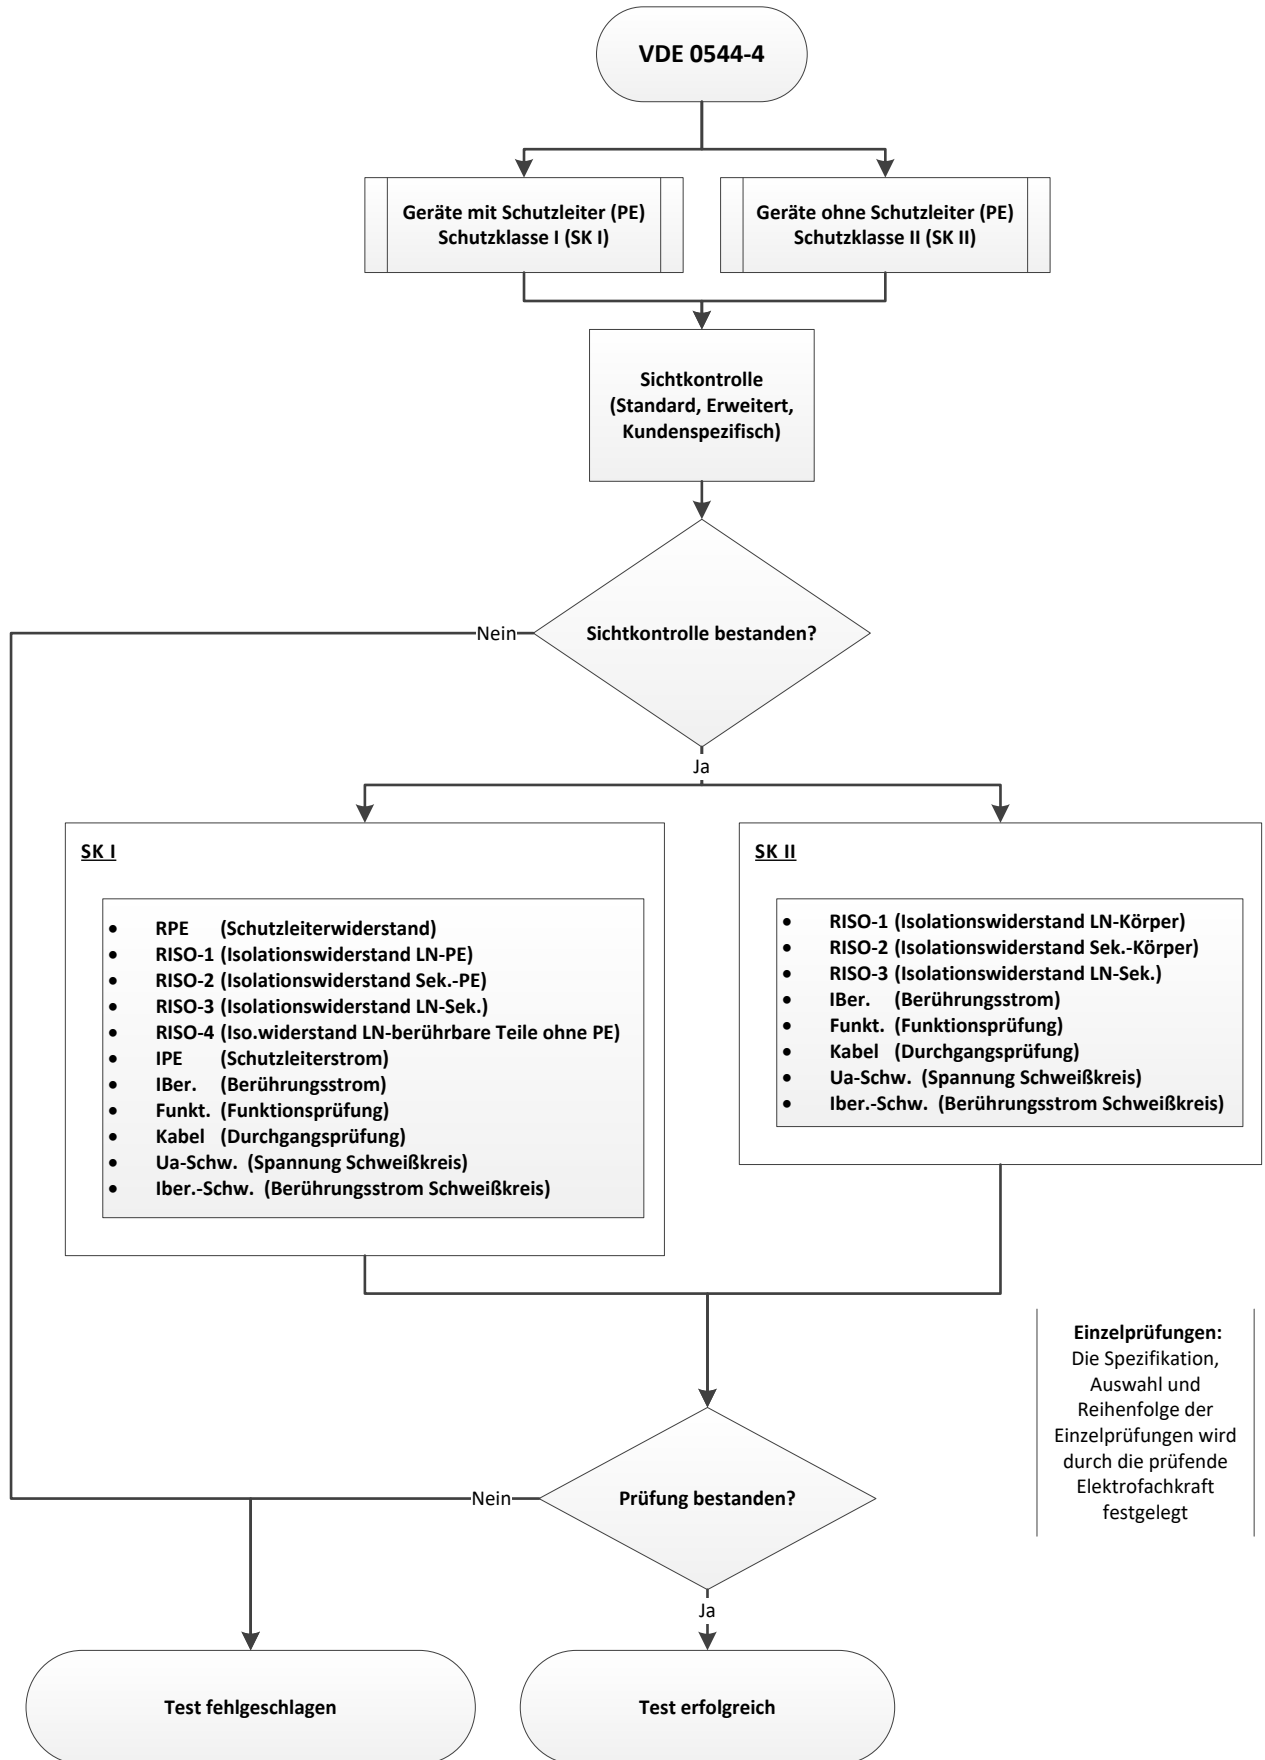 VDE 0544-4
Geräte mit Schutzleiter (PE)
Schutzklasse I (SK I)
Geräte ohne Schutzleiter (PE)
Schutzklasse II (SK II)
Sichtkontrolle
(Standard, Erweitert,
Kundenspezifisch)
Nein
Sichtkontrolle bestanden?
Ja
SK I
• RPE (Schutzleiterwiderstand)
• RISO-1 (Isolationswiderstand LN-PE)
• RISO-2 (Isolationswiderstand Sek.-PE)
• RISO-3 (Isolationswiderstand LN-Sek.)
• RISO-4 (Iso.widerstand LN-berührbare Teile ohne PE)
• IPE (Schutzleiterstrom)
• IBer. (Berührungsstrom)
• Funkt. (Funktionsprüfung)
• Kabel (Durchgangsprüfung)
• Ua-Schw. (Spannung Schweißkreis)
• Iber.-Schw. (Berührungsstrom Schweißkreis)
SK II
• RISO-1 (Isolationswiderstand LN-Körper)
• RISO-2 (Isolationswiderstand Sek.-Körper)
• RISO-3 (Isolationswiderstand LN-Sek.)
• IBer. (Berührungsstrom)
• Funkt. (Funktionsprüfung)
• Kabel (Durchgangsprüfung)
• Ua-Schw. (Spannung Schweißkreis)
• Iber.-Schw. (Berührungsstrom Schweißkreis)
Einzelprüfungen:
Die Spezifikation,
Auswahl und
Reihenfolge der
Einzelprüfungen wird
durch die prüfende
Elektrofachkraft
festgelegt
Nein
Prüfung bestanden?
Ja
Test fehlgeschlagen
Test erfolgreich